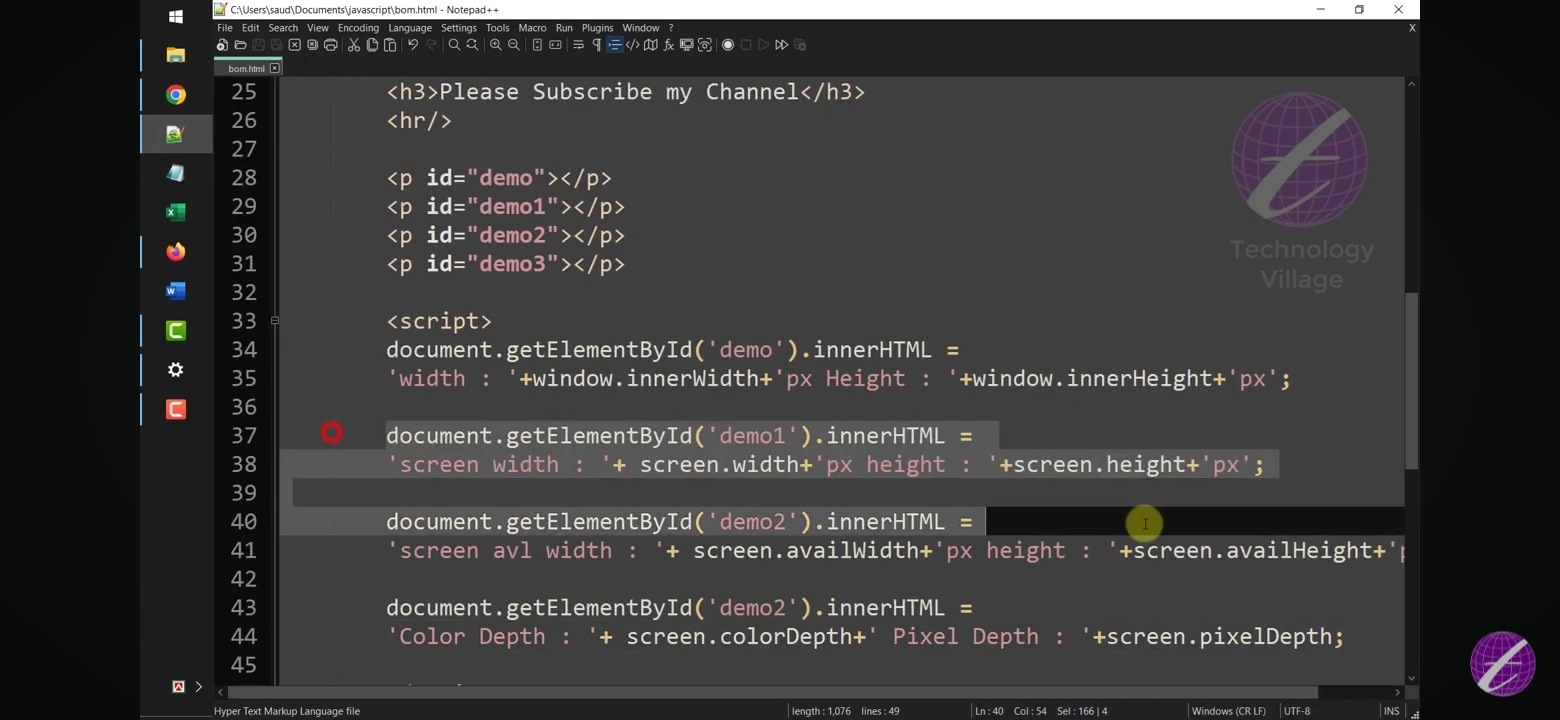 C:\Users\saud\Documents\javascript\bom.html - Notepad++
File Edit Search View Encoding Language Settings Tools Macro Run Plugins Window ? X
bom.html
25 <h3>Please Subscribe my Channel</h3>
26 <hr/>
27
28 <p id="demo"></p>
29 <p id="demo1"></p>
30 <p id="demo2"></p>
31 <p id="demo3"></p>
32
33 <script>
34 document.getElementById('demo').innerHTML =
35 'width : '+window.innerWidth+'px Height : '+window.innerHeight+'px';
36
37 document.getElementById('demo1').innerHTML =
38 'screen width : '+ screen.width+'px height : '+screen.height+'px';
39
40 document.getElementById('demo2').innerHTML =
41 'screen avl width : '+ screen.availWidth+'px height : '+screen.availHeight+'p
42
43 document.getElementById('demo2').innerHTML =
44 'Color Depth : '+ screen.colorDepth+' Pixel Depth : '+screen.pixelDepth;
45
Technology
Village
Hyper Text Markup Language file length : 1,076 lines : 49 Ln : 40 Col : 54 Sel : 166 | 4 Windows (CR LF) UTF-8 INS